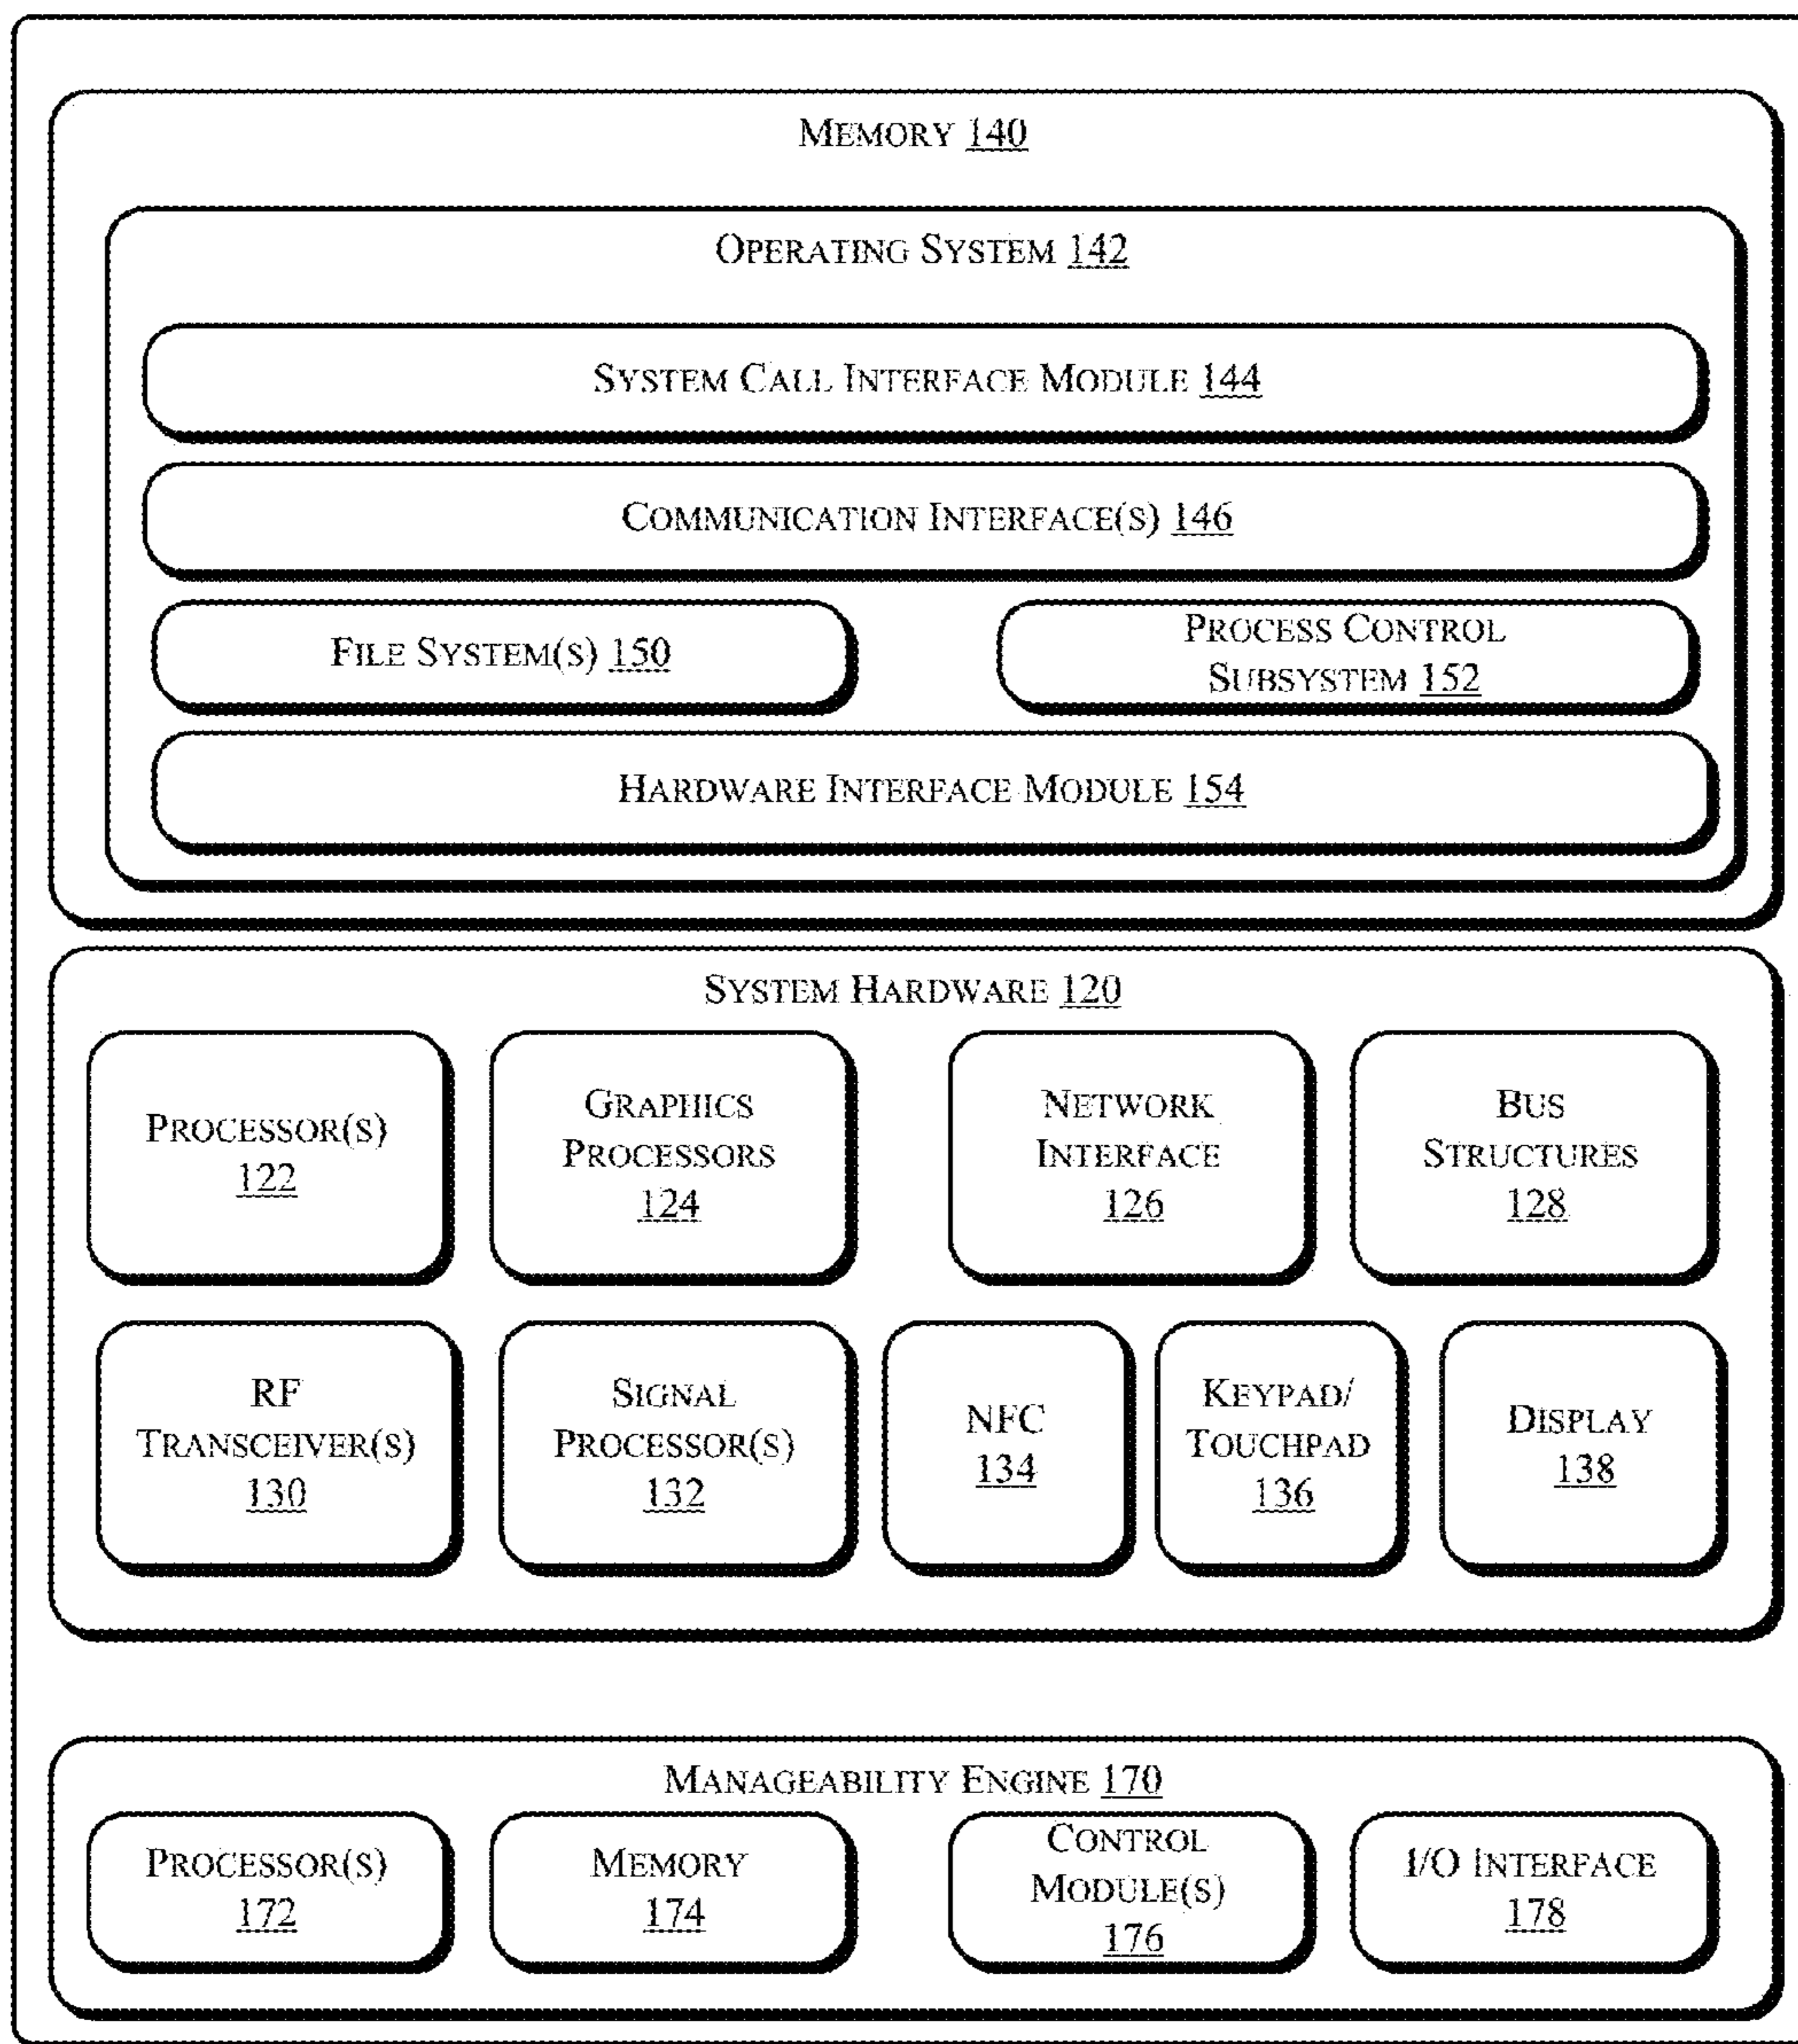 MEMORY 140
OPERATING SYSTEM 142
SYSTEM CALL INTERFACE MODULE 144
COMMUNICATION INTERFACE(S) 146
FILE SYSTEM(S) 150
PROCESS CONTROL
SUBSYSTEM 152
HARDWARE INTERFACE MODULE 154
SYSTEM HARDWARE 120
PROCESSOR(S)
122
GRAPHICS
PROCESSORS
124
NETWORK
INTERFACE
126
BUS
STRUCTURES
128
RF
TRANSCEIVER(S)
130
SIGNAL
PROCESSOR(S)
132
NFC
134
KEYPAD/
TOUCHPAD
136
DISPLAY
138
MANAGEABILITY ENGINE 170
PROCESSOR(S)
172
MEMORY
174
CONTROL
MODULE(S)
176
I/O INTERFACE
178